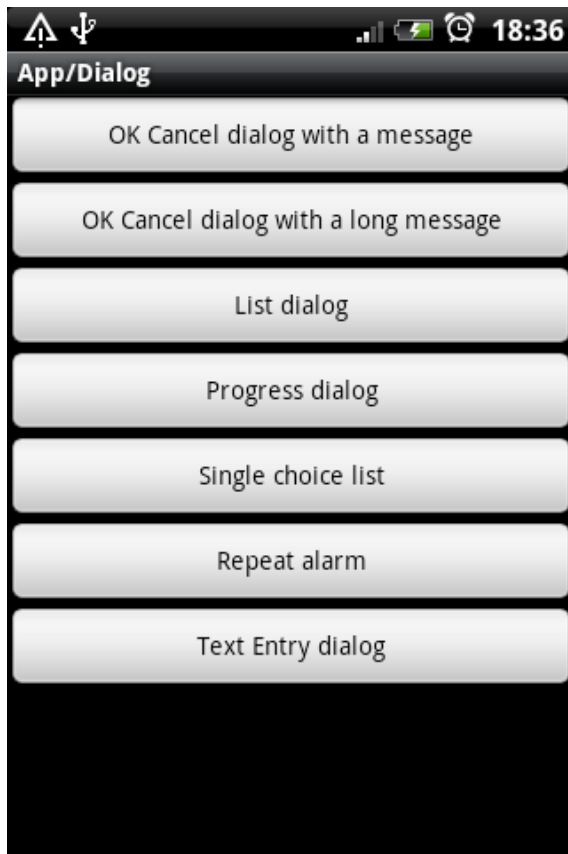 18:36
App/Dialog
OK Cancel dialog with a message
OK Cancel dialog with a long message
List dialog
Progress dialog
Single choice list
Repeat alarm
Text Entry dialog